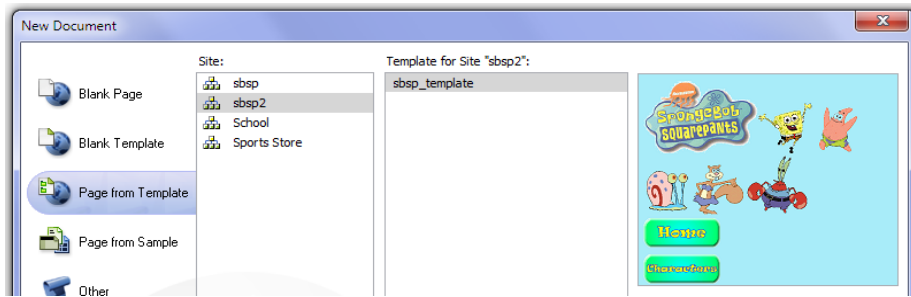 New Document
Site:
Template for Site "sbsp2":
Blank Page
Blank Template
Page from Template
Page from Sample
Other
sbsp
sbsp2
School
Sports Store
sbsp_template
SpongeBob
SquarePants
Home
Characters